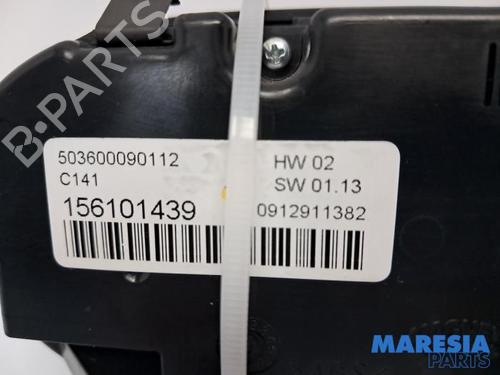 B-PARTS
503600090112
HW 02
C141
SW 01.13
156101439
0912911382
MARESIA
PARTS